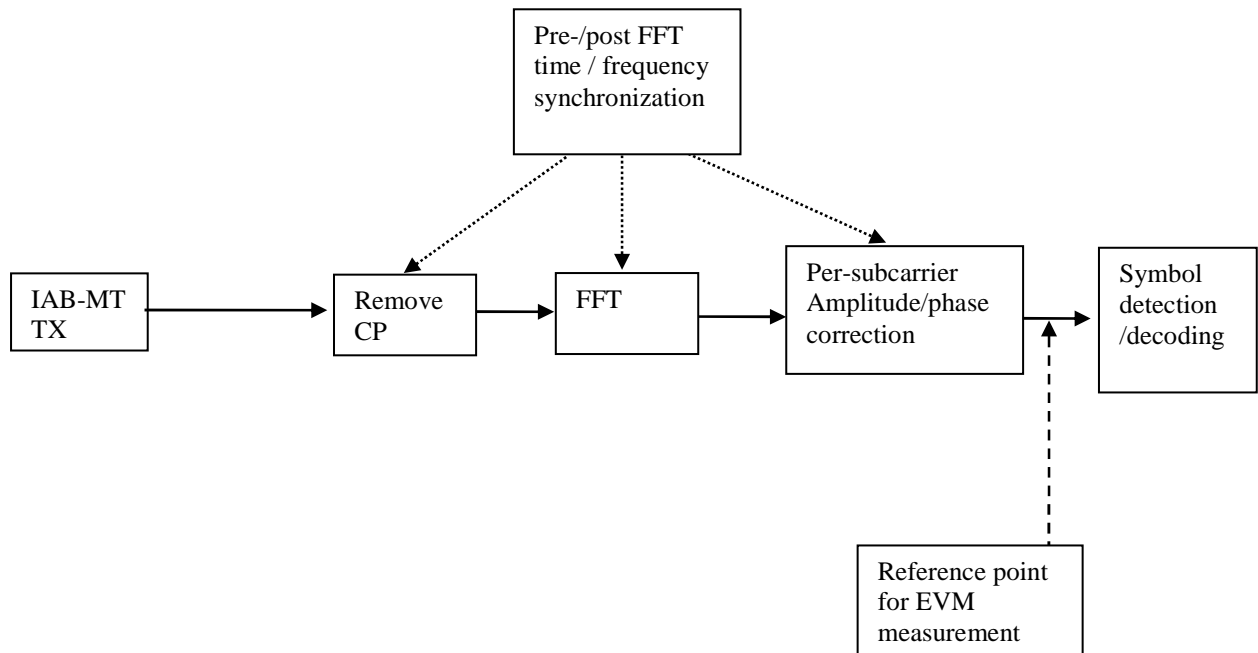 Pre-/post FFT
time / frequency
synchronization
IAB-MT
TX
Remove
CP
FFT
Per-subcarrier
Amplitude/phase
correction
Symbol
detection
/decoding
Reference point
for EVM
measurement